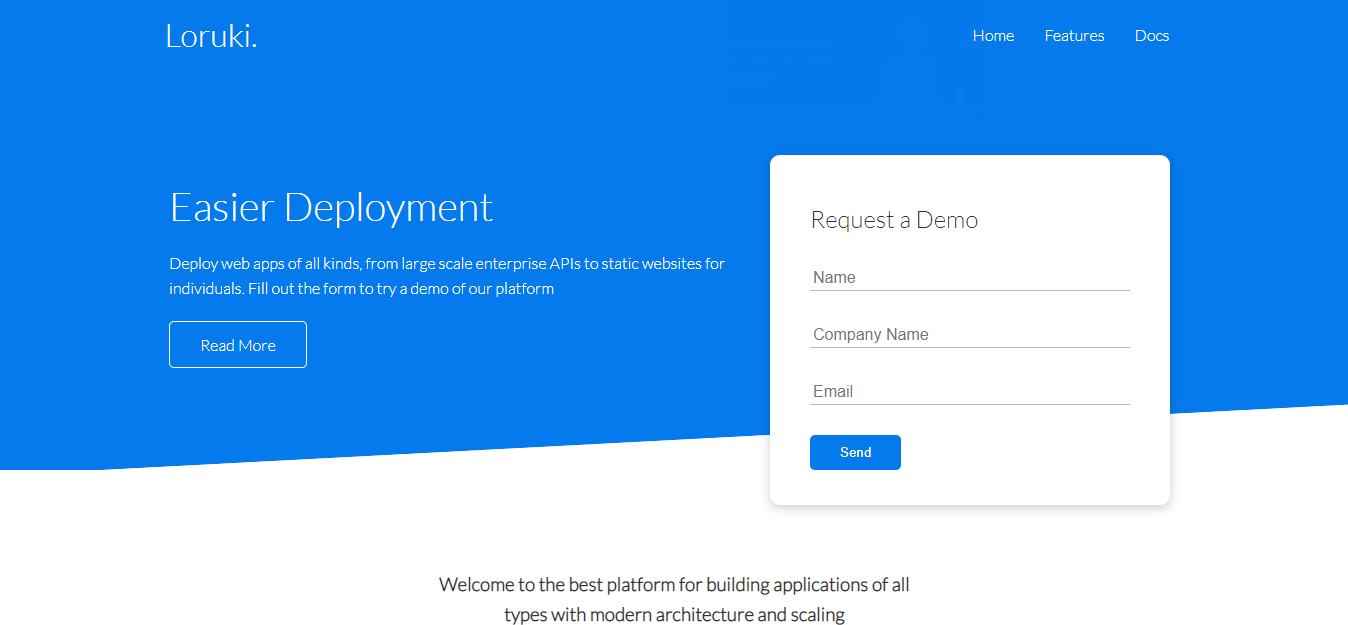 Loruki.
Home Features Docs
Easier Deployment
Deploy web apps of all kinds, from large scale enterprise APIs to static websites for
individuals. Fill out the form to try a demo of our platform
Read More
Request a Demo
Name
Company Name
Email
Send
Welcome to the best platform for building applications of all
types with modern architecture and scaling